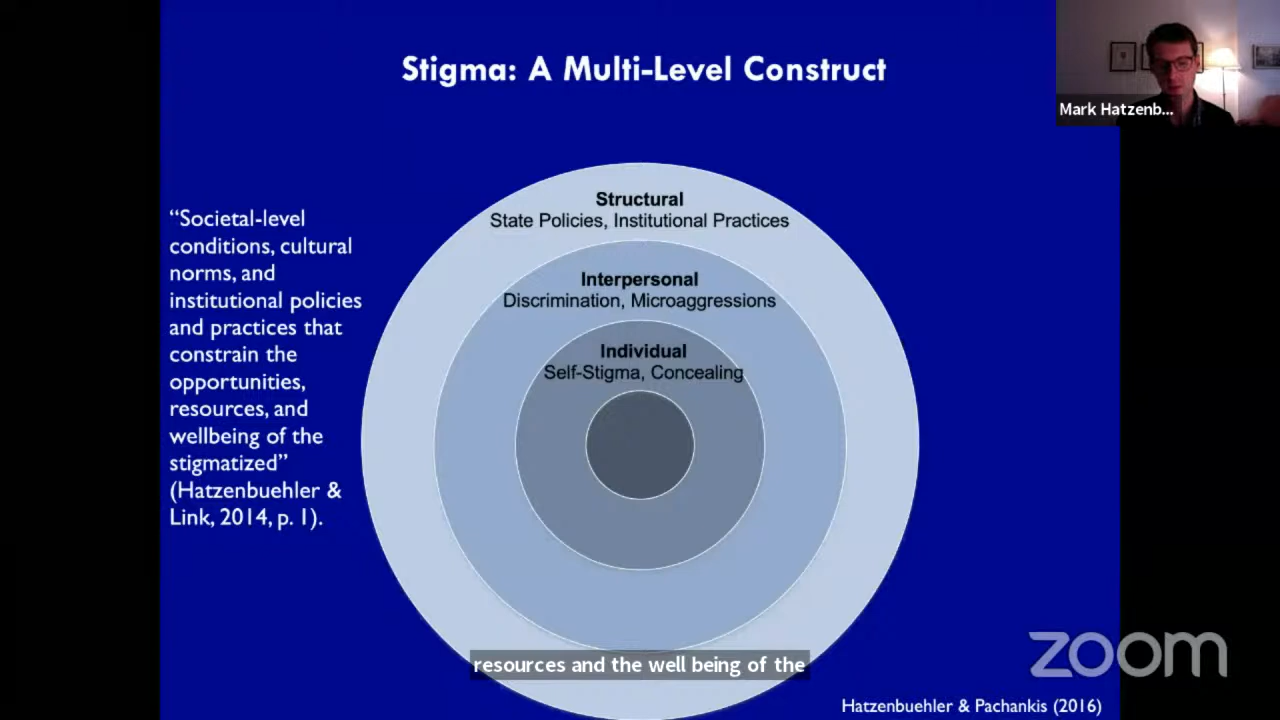 Stigma: A Multi-Level Construct
Mark Hatzenb...
Structural
State Policies, Institutional Practices
Interpersonal
Discrimination, Microaggressions
Individual
Self-Stigma, Concealing
“Societal-level
conditions, cultural
norms, and
institutional policies
and practices that
constrain the
opportunities,
resources, and
wellbeing of the
stigmatized”
(Hatzenbuehler &
Link, 2014, p. 1).
resources and the well being of the
zoom
Hatzenbuehler & Pachankis (2016)